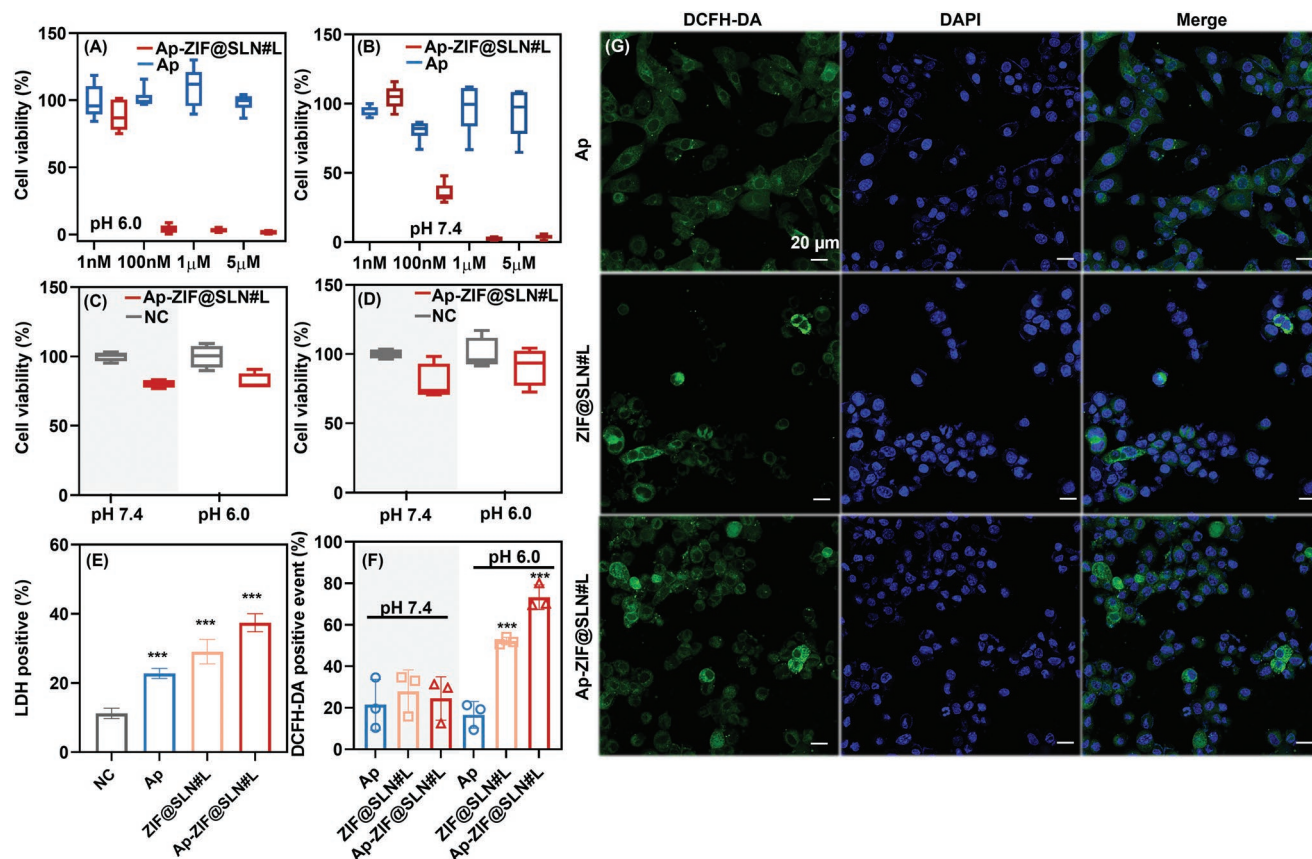 (A)
Ap-ZIF@SLN#L
Ap
Cell viability (%)
150
100
50
0
pH 6.0
1nM 100nM 1μM 5μM
(B)
Ap-ZIF@SLN#L
Ap
Cell viability (%)
150
100
50
0
pH 7.4
1nM 100nM 1μM 5μM
(C)
Ap-ZIF@SLN#L
NC
Cell viability (%)
150
100
50
0
pH 7.4 pH 6.0
(D)
Ap-ZIF@SLN#L
NC
Cell viability (%)
150
100
50
0
pH 7.4 pH 6.0
(E)
LDH positive (%)
60
40
20
0
***
***
***
NC
Ap
ZIF@SLN#L
Ap-ZIF@SLN#L
(F)
DCFH-DA positive event (%)
80
60
40
20
0
100
pH 7.4
pH 6.0
***
***
Ap
ZIF@SLN#L
Ap-ZIF@SLN#L
Ap
ZIF@SLN#L
Ap-ZIF@SLN#L
(G)
DCFH-DA DAPI Merge
Ap
20 μm
ZIF@SLN#L
Ap-ZIF@SLN#L